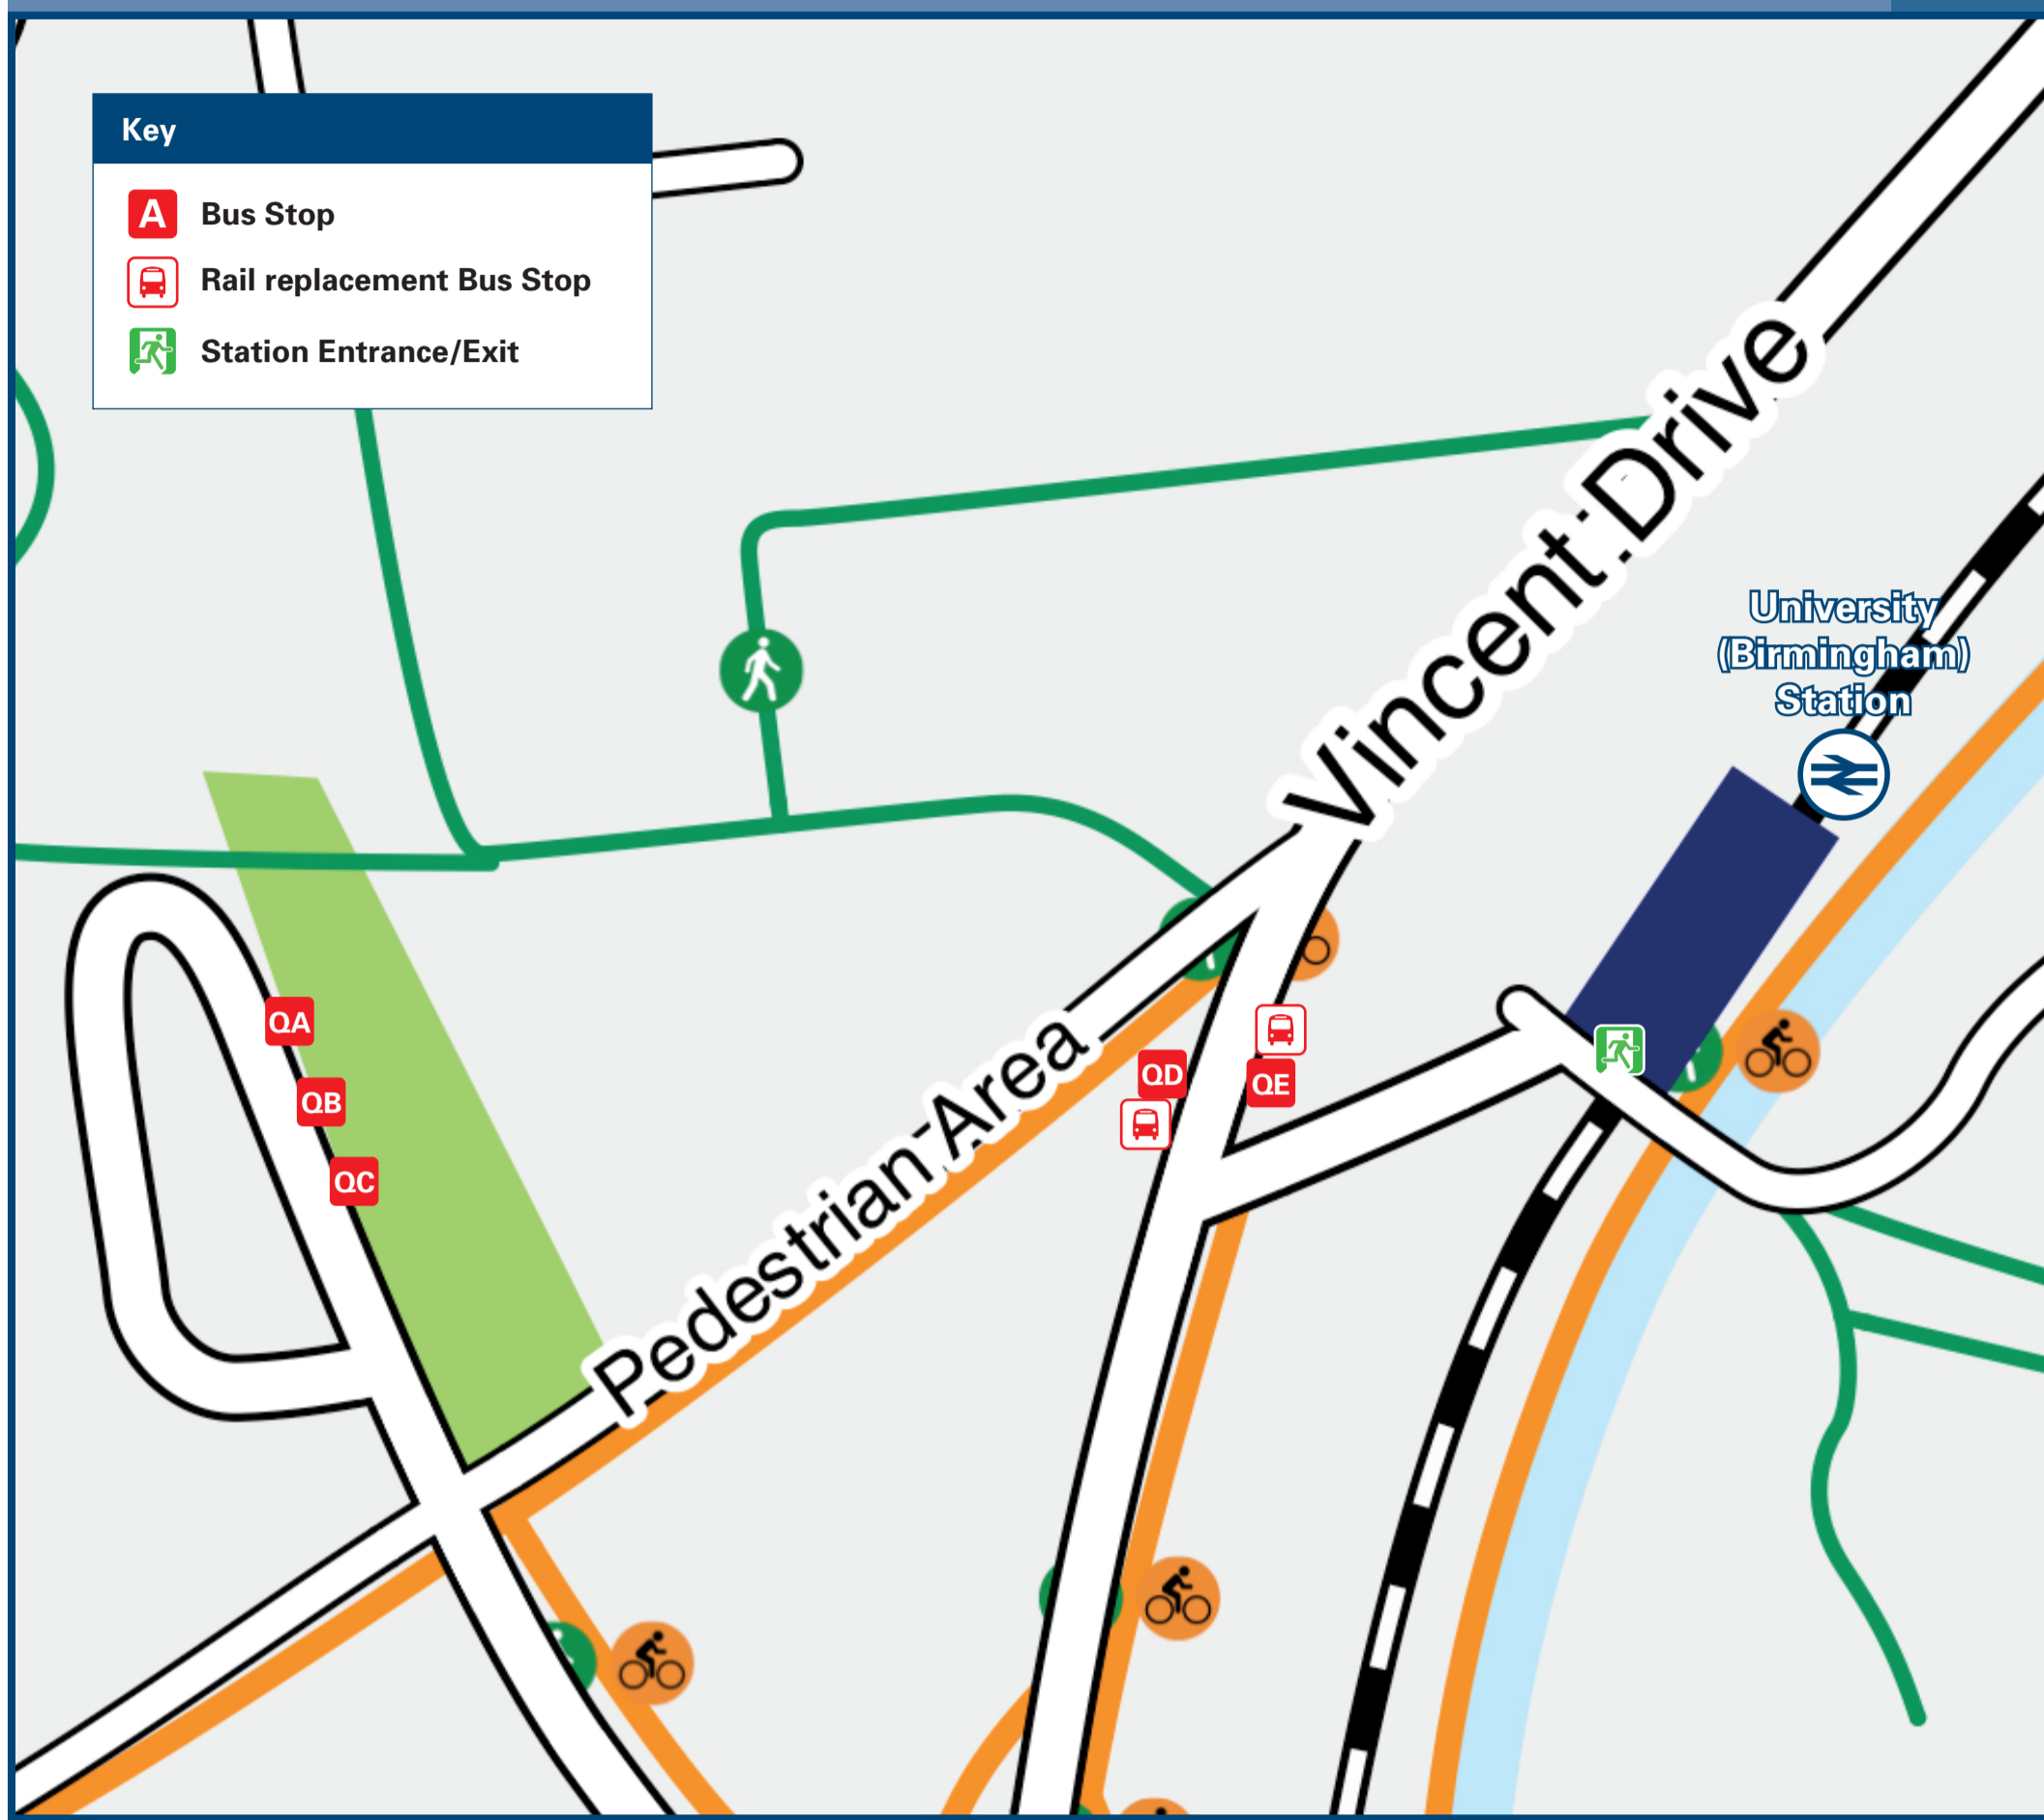 Key
A Bus Stop
Rail replacement Bus Stop
Station Entrance/Exit
Vincent Drive
University
(Birmingham)
Station
QA
QB
QC
QD
QE
Pedestrian Area